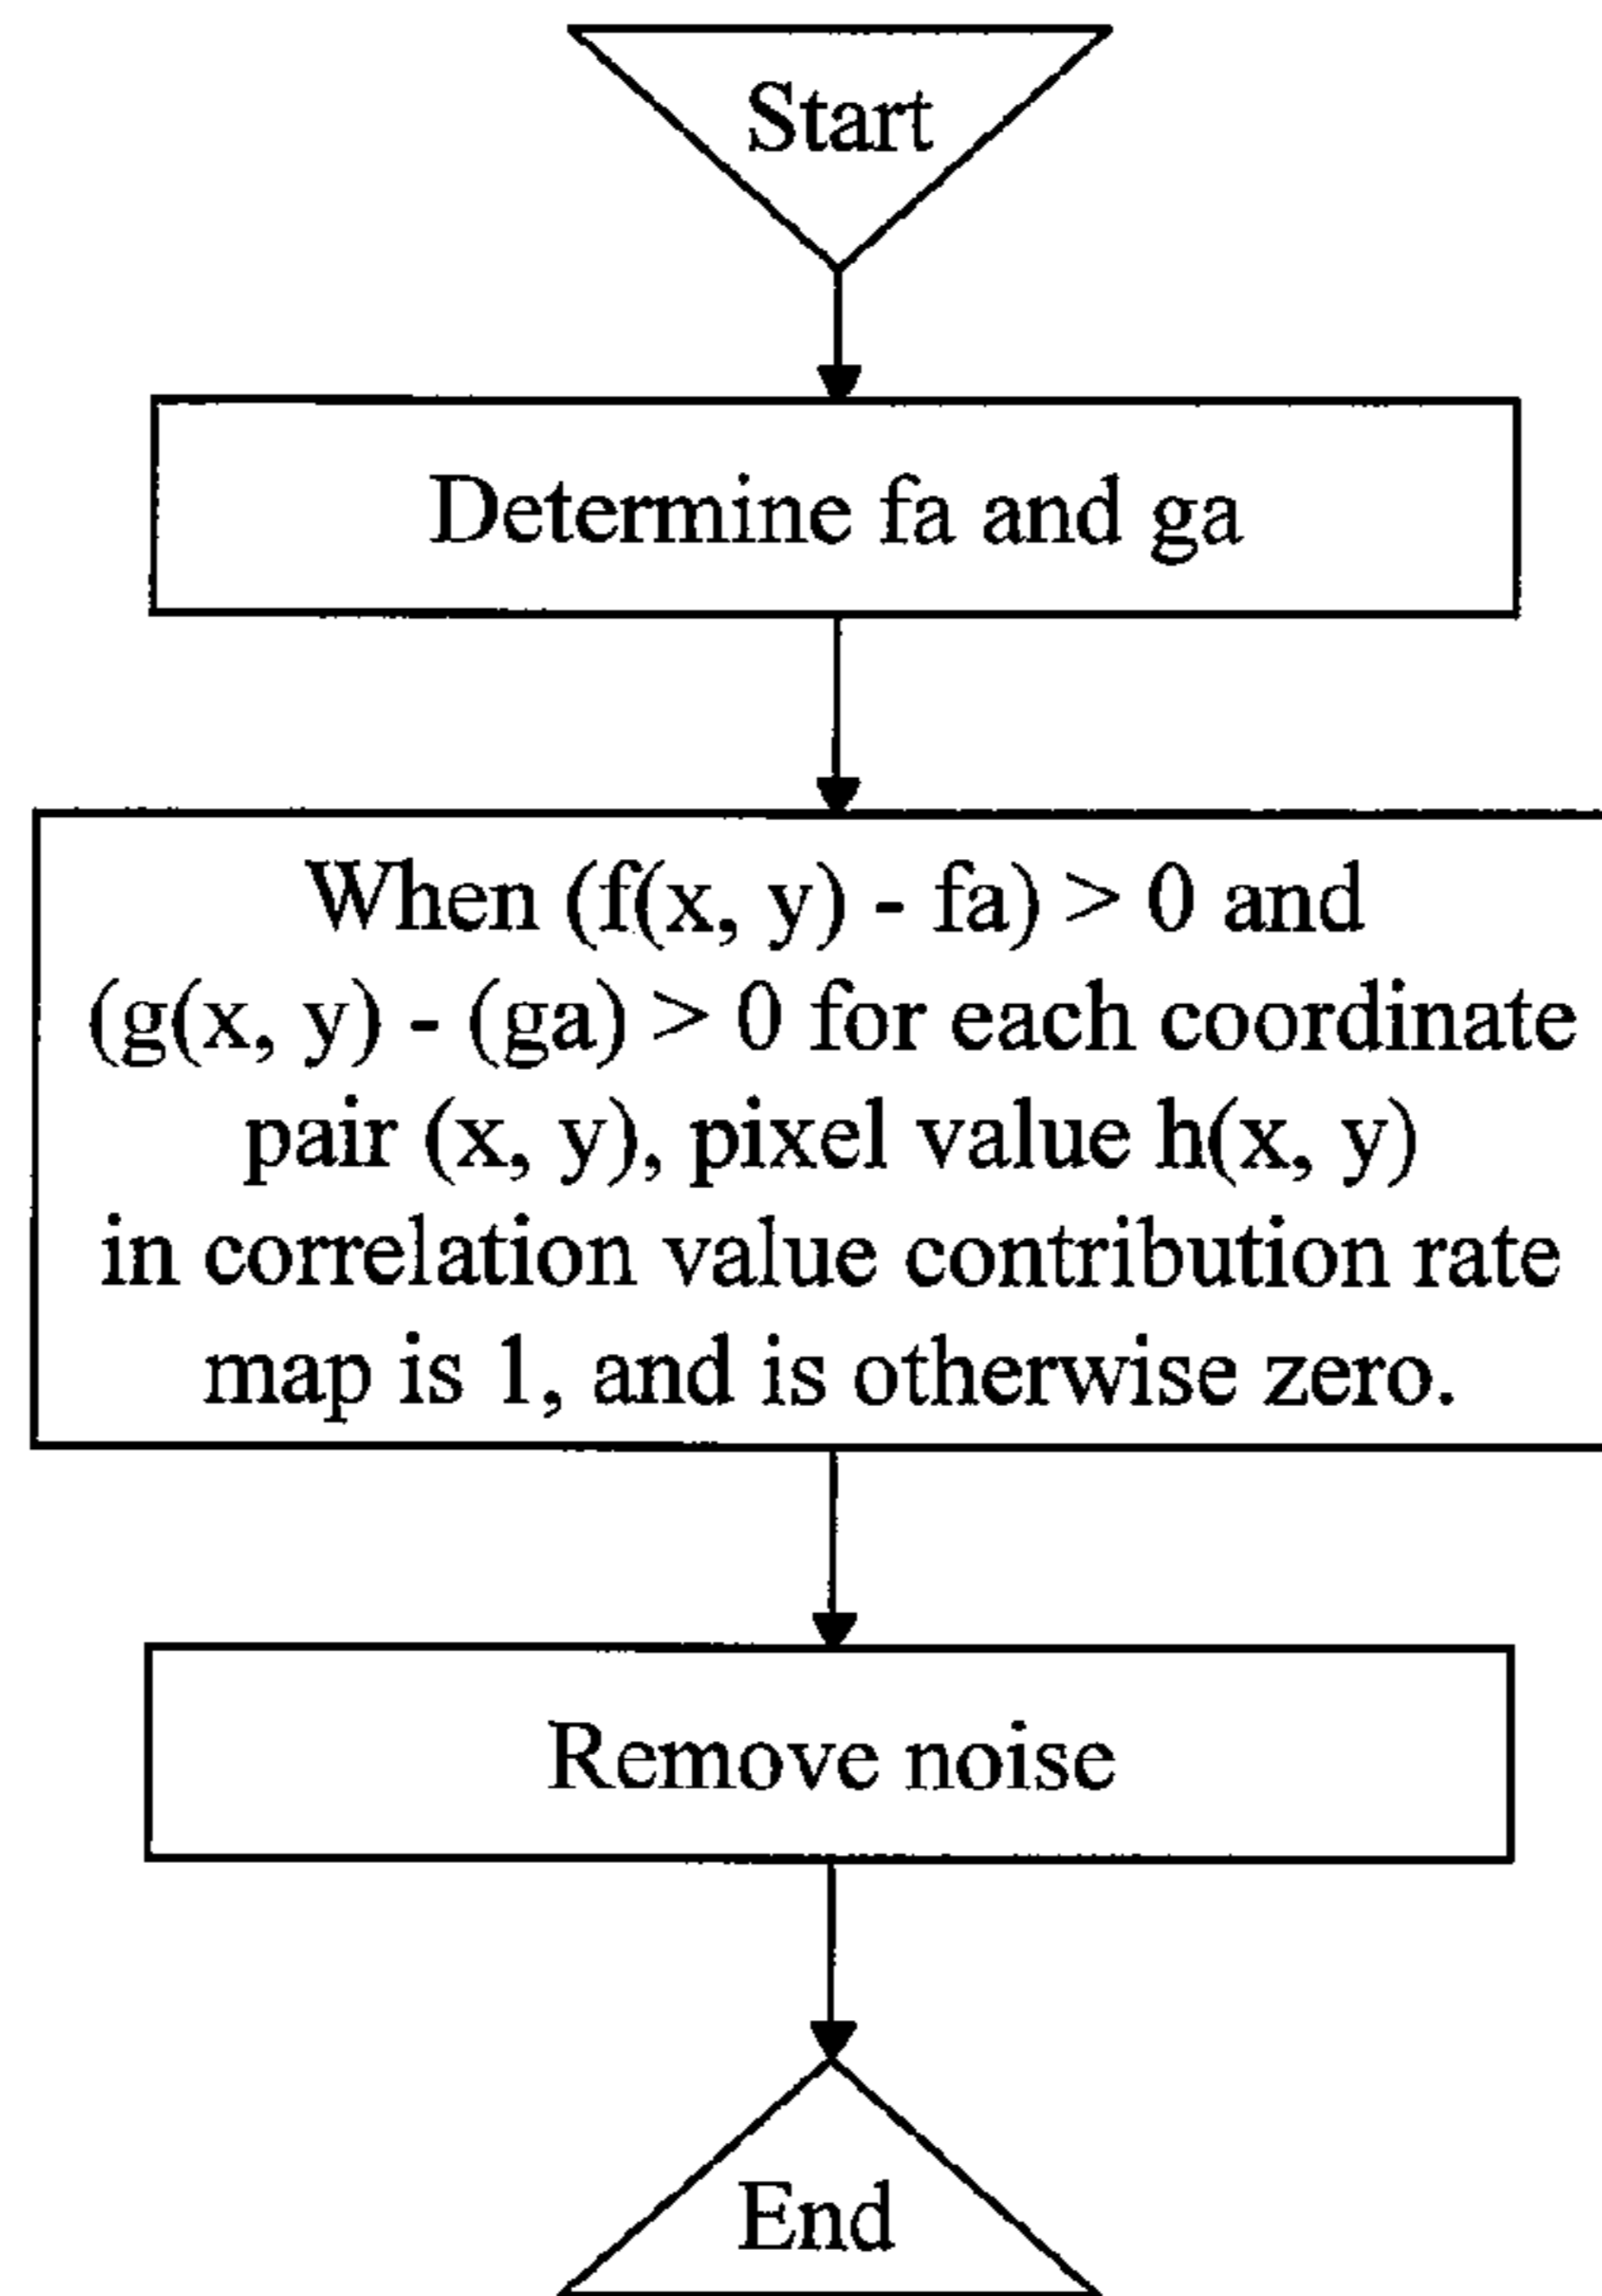 Start
Determine fa and ga
When (f(x, y) - fa) > 0 and
(g(x, y) - (ga) > 0 for each coordinate
pair (x, y), pixel value h(x, y)
in correlation value contribution rate
map is 1, and is otherwise zero.
Remove noise
End